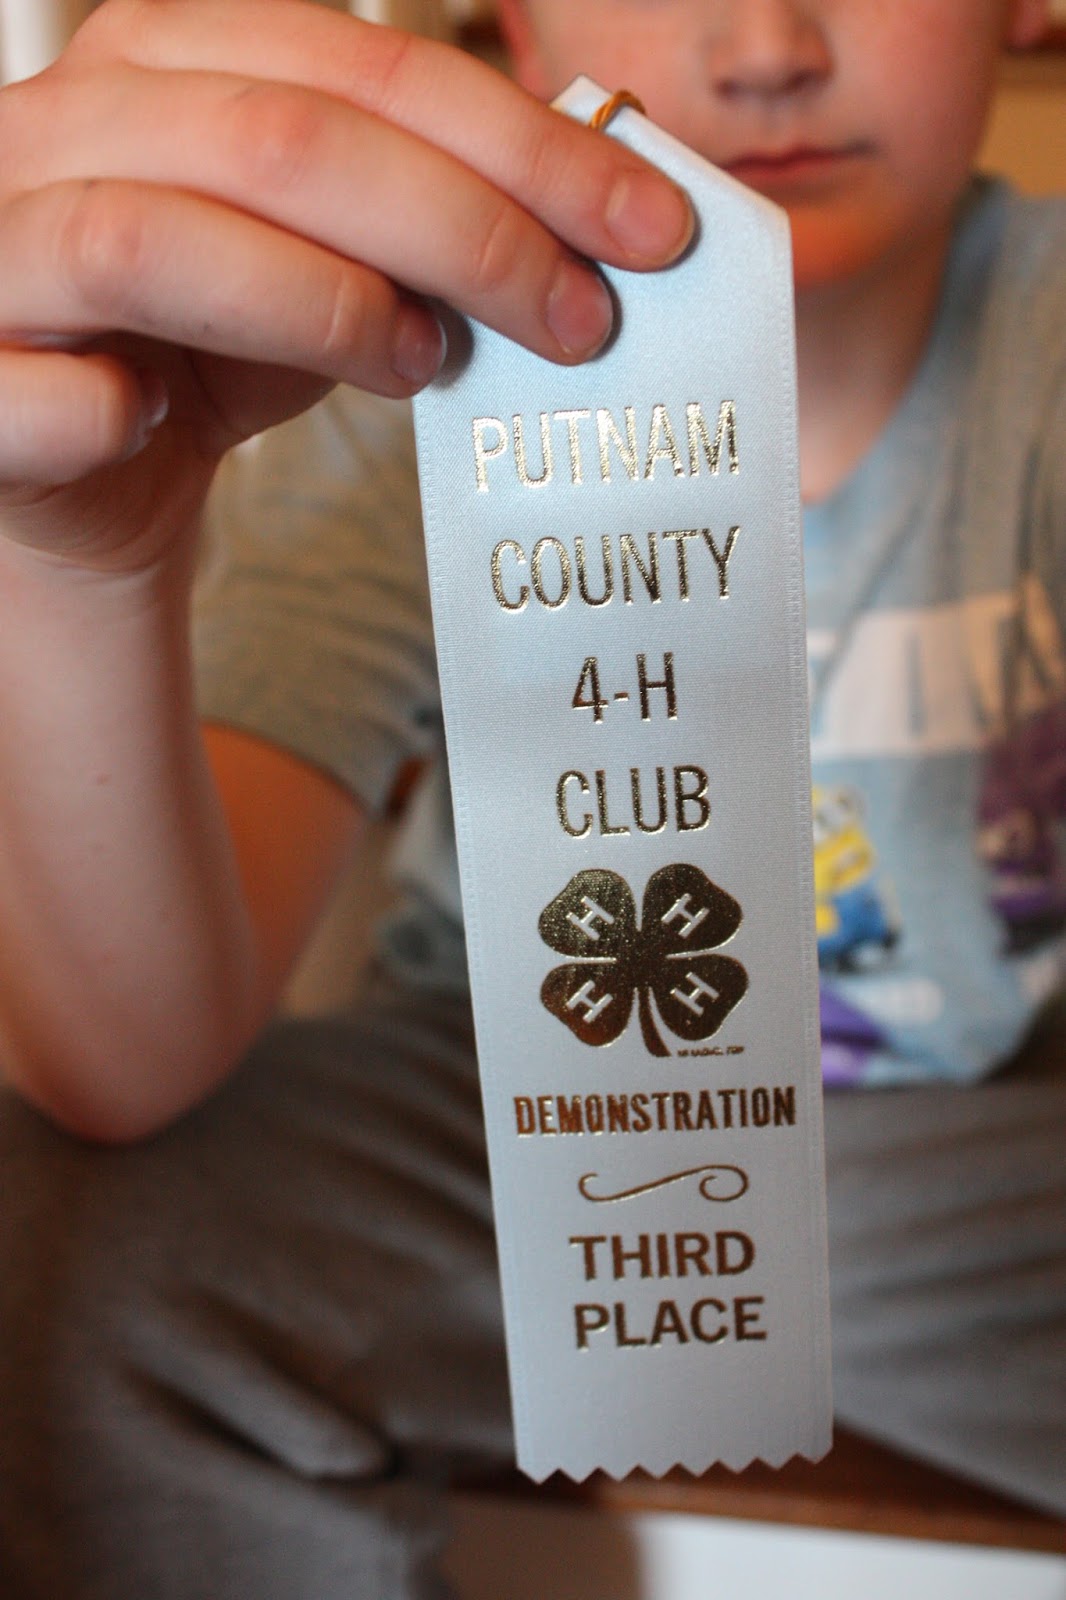 PUTNAM
COUNTY
4-H
CLUB
H H
H H
DEMONSTRATION
THIRD
PLACE